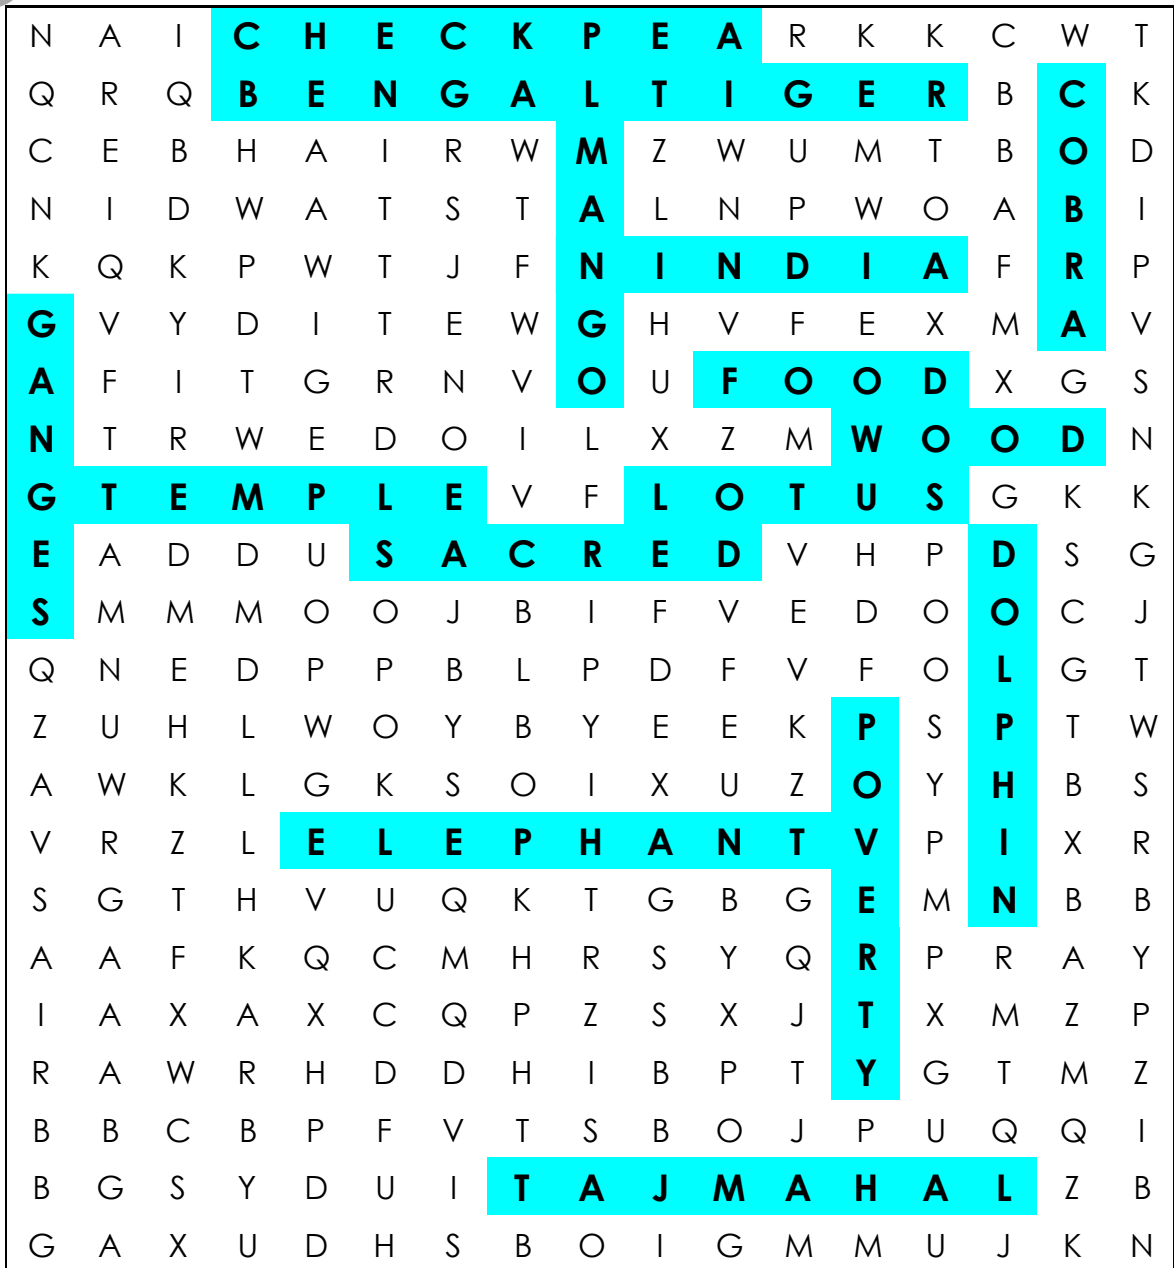 N A I C H E C K P E A R K K C W T
Q R Q B E N G A L T I G E R B C K
C E B H A I R W M Z W U M T B O D
N I D W A T S T A L N P W O A B I
K Q K P W T J F N I N D I A F R P
G V Y D I T E W G H V F E X M A V
A F I T G R N V O U F O O D X G S
N T R W E D O I L X Z M W O O D N
G T E M P L E V F L O T U S G K K
E A D D U S A C R E D V H P D S G
S M M M O O J B I F V E D O O C J
Q N E D P P B L P D F V F O L G T
Z U H L W O Y B Y E E K P S P T W
A W K L G K S O I X U Z O Y H B S
V R Z L E L E P H A N T V P I X R
S G T H V U Q K T G B G E M N B B
A A F K Q C M H R S Y Q R P R A Y
I A X A X C Q P Z S X J T X M Z P
R A W R H D D H I B P T Y G T M Z
B B C B P F V T S B O J P U Q Q I
B G S Y D U I T A J M A H A L Z B
G A X U D H S B O I G M M U J K N